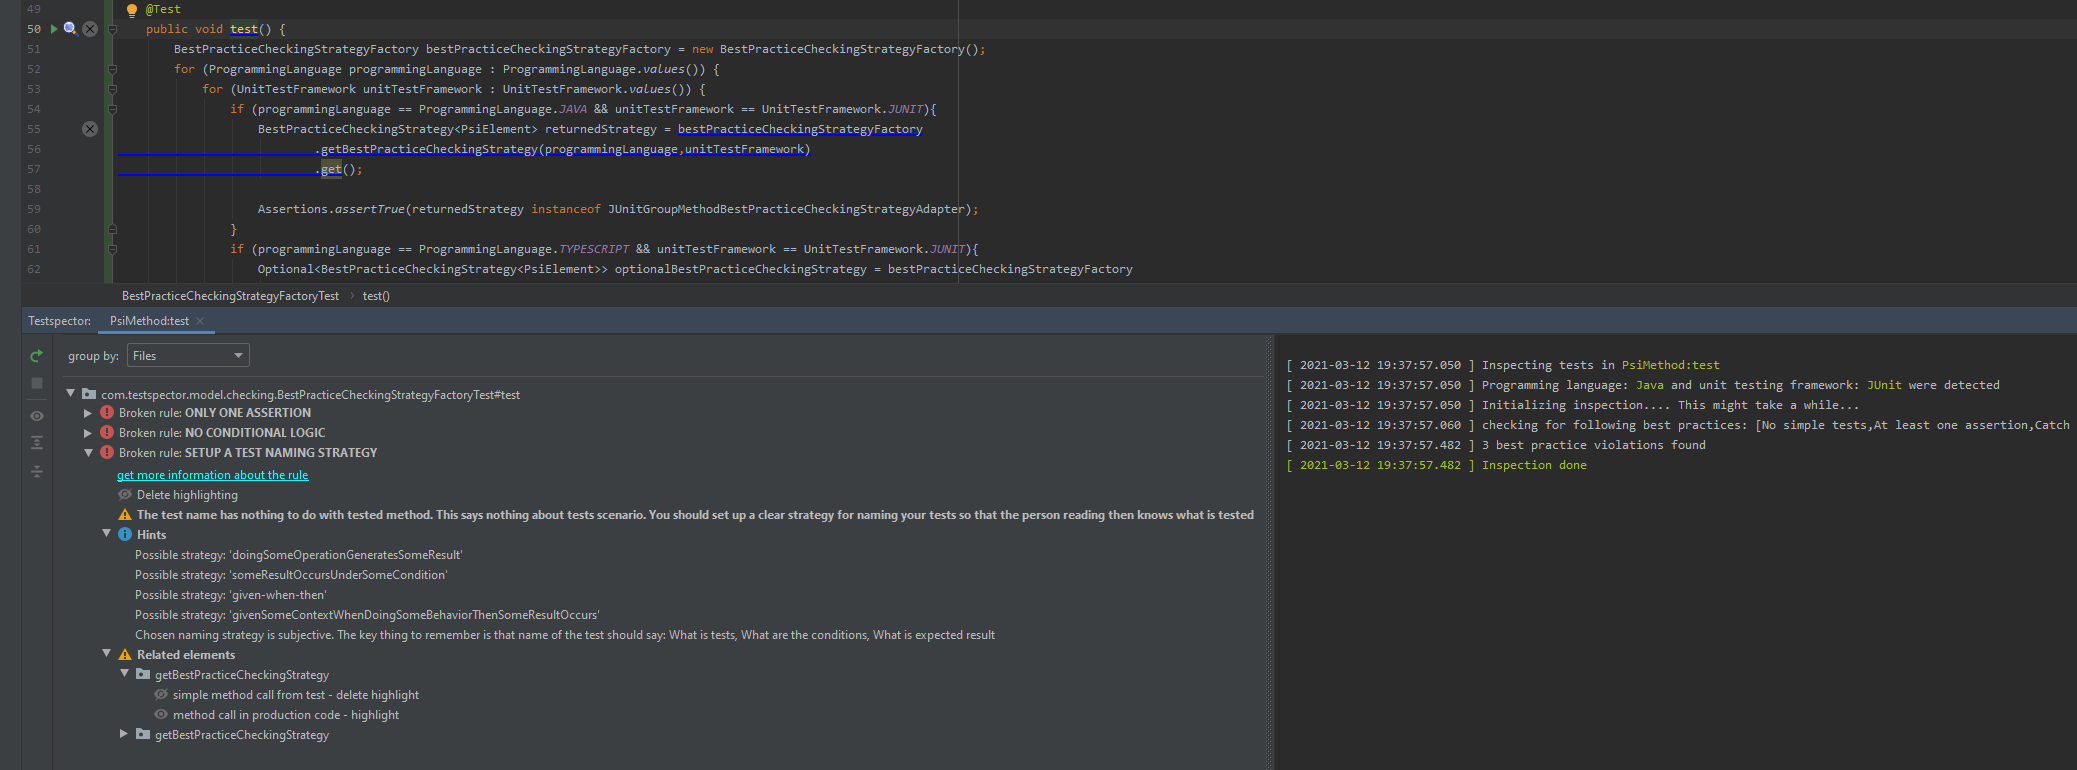 49 @Test
50 public void test() {
51 BestPracticeCheckingStrategyFactory bestPracticeCheckingStrategyFactory = new BestPracticeCheckingStrategyFactory();
52 for (ProgrammingLanguage programmingLanguage : ProgrammingLanguage.values()) {
53 for (UnitTestFramework unitTestFramework : UnitTestFramework.values()) {
54 if (programmingLanguage == ProgrammingLanguage.JAVA && unitTestFramework == UnitTestFramework.JUNIT){
55 BestPracticeCheckingStrategy<PsiElement> returnedStrategy = bestPracticeCheckingStrategyFactory
56 .getBestPracticeCheckingStrategy(programmingLanguage,unitTestFramework)
57 .get();
58
59 Assertions.assertTrue(returnedStrategy instanceof JUnitGroupMethodBestPracticeCheckingStrategyAdapter);
60 }
61 if (programmingLanguage == ProgrammingLanguage.TYPESCRIPT && unitTestFramework == UnitTestFramework.JUNIT){
62 Optional<BestPracticeCheckingStrategy<PsiElement>> optionalBestPracticeCheckingStrategy = bestPracticeCheckingStrategyFactory
BestPracticeCheckingStrategyFactoryTest › test()
Testspector: PsiMethod:test ×
group by: Files
com.testspector.model.checking.BestPracticeCheckingStrategyFactoryTest#test
Broken rule: ONLY ONE ASSERTION
Broken rule: NO CONDITIONAL LOGIC
Broken rule: SETUP A TEST NAMING STRATEGY
get more information about the rule
Delete highlighting
The test name has nothing to do with tested method. This says nothing about tests scenario. You should set up a clear strategy for naming your tests so that the person reading then knows what is tested
Hints
Possible strategy: 'doingSomeOperationGeneratesSomeResult'
Possible strategy: 'someResultOccursUnderSomeCondition'
Possible strategy: 'given-when-then'
Possible strategy: 'givenSomeContextWhenDoingSomeBehaviorThenSomeResultOccurs'
Chosen naming strategy is subjective. The key thing to remember is that name of the test should say: What is tests, What are the conditions, What is expected result
Related elements
getBestPracticeCheckingStrategy
simple method call from test - delete highlight
method call in production code - highlight
getBestPracticeCheckingStrategy
[ 2021-03-12 19:37:57.050 ] Inspecting tests in PsiMethod:test
[ 2021-03-12 19:37:57.050 ] Programming language: Java and unit testing framework: JUnit were detected
[ 2021-03-12 19:37:57.050 ] Initializing inspection.... This might take a while...
[ 2021-03-12 19:37:57.060 ] checking for following best practices: [No simple tests,At least one assertion,Catch
[ 2021-03-12 19:37:57.482 ] 3 best practice violations found
[ 2021-03-12 19:37:57.482 ] Inspection done